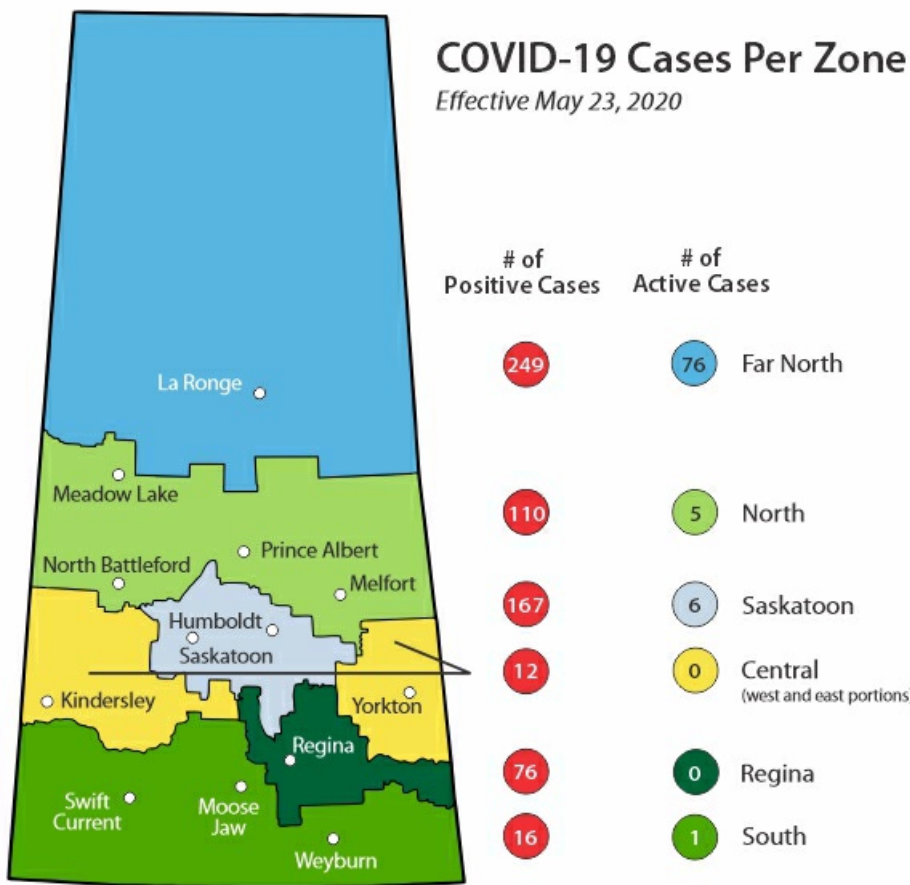 COVID-19 Cases Per Zone
Effective May 23, 2020
# of
Positive Cases
# of
Active Cases
249
76
Far North
La Ronge
Meadow Lake
110
5
North
Prince Albert
North Battleford
Melfort
167
6
Saskatoon
Humboldt
Saskatoon
12
0
Central
(west and east portions)
Kindersley
Yorkton
Regina
76
0
Regina
Swift
Current
Moose
Jaw
16
1
South
Weyburn